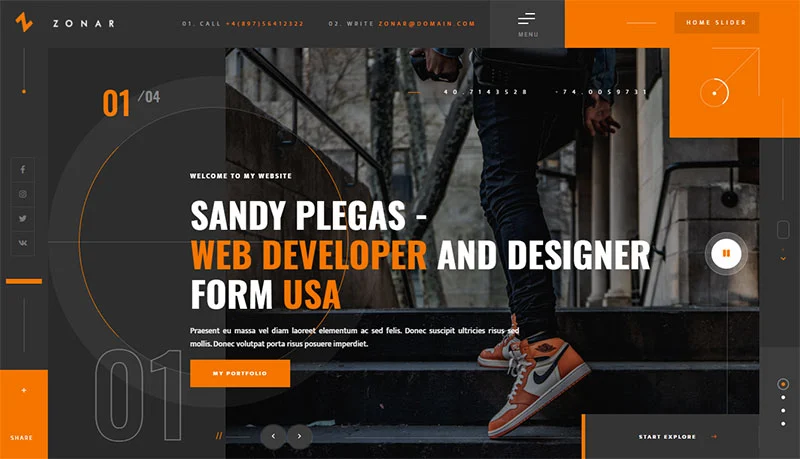 ZONAR
01. CALL +4(897)56412322
02. WRITE ZONAR@DOMAIN.COM
MENU
HOME SLIDER
01 /04
40.7143528 -74.0059731
WELCOME TO MY WEBSITE
SANDY PLEGAS -
WEB DEVELOPER AND DESIGNER
FORM USA
Praesent eu massa vel diam laoreet elementum ac sed felis. Donec suscipit ultricies risus sed
mollis. Donec volutpat porta risus posuere imperdiet.
MY PORTFOLIO
01
//
SHARE
START EXPLORE